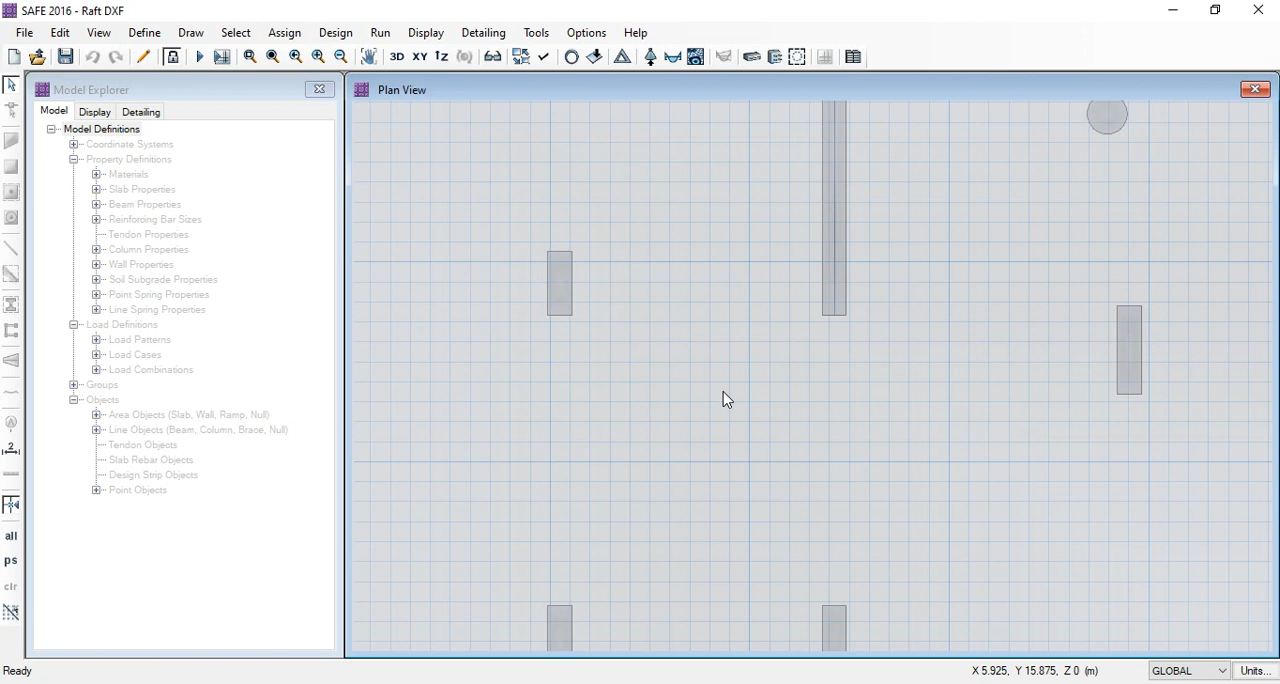 SAFE 2016 - Raft DXF
File Edit View Define Draw Select Assign Design Run Display Detailing Tools Options Help
3D XY
Model Explorer
Model Display Detailing
Model Definitions
Coordinate Systems
Property Definitions
Materials
Slab Properties
Beam Properties
Reinforcing Bar Sizes
Tendon Properties
Column Properties
Wall Properties
Soil Subgrade Properties
Point Spring Properties
Line Spring Properties
Load Definitions
Load Patterns
Load Cases
Load Combinations
Groups
Objects
Area Objects (Slab, Wall, Ramp, Null)
Line Objects (Beam, Column, Brace, Null)
Tendon Objects
Slab Rebar Objects
Design Strip Objects
Point Objects
Plan View
2
all
ps
clr
Ready
X 5.925, Y 15.875, Z 0 (m)
GLOBAL
Units...